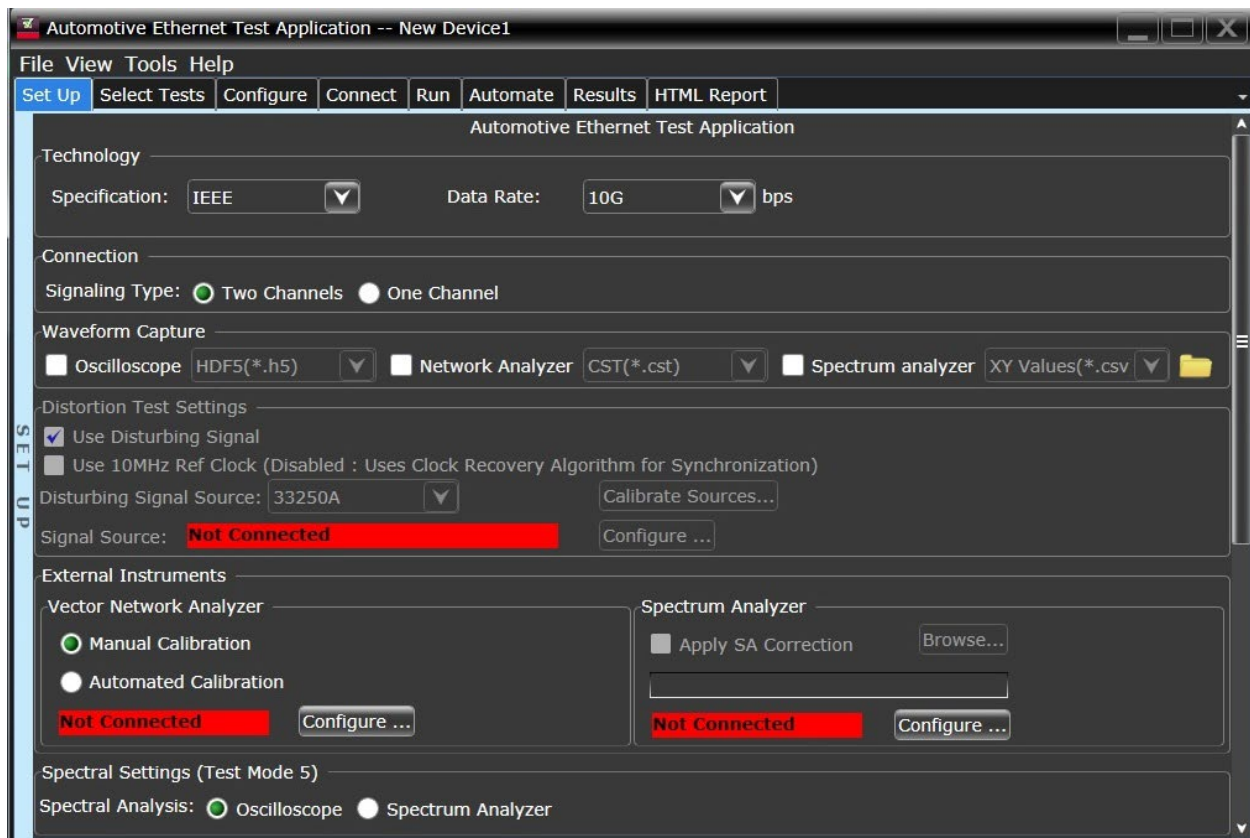 Automotive Ethernet Test Application -- New Device1
File View Tools Help
Set Up Select Tests Configure Connect Run Automate Results HTML Report
Automotive Ethernet Test Application
Technology
Specification: IEEE Data Rate: 10G bps
Connection
Signaling Type: Two Channels One Channel
Waveform Capture
Oscilloscope HDF5(*.h5) Network Analyzer CST(*.cst) Spectrum analyzer XY Values(*.csv
Distortion Test Settings
Use Disturbing Signal
Use 10MHz Ref Clock (Disabled : Uses Clock Recovery Algorithm for Synchronization)
Disturbing Signal Source: 33250A Calibrate Sources...
Signal Source: Not Connected Configure ...
SET UP
External Instruments
Vector Network Analyzer Spectrum Analyzer
Manual Calibration Apply SA Correction Browse...
Automated Calibration
Not Connected Configure ... Not Connected Configure ...
Spectral Settings (Test Mode 5)
Spectral Analysis: Oscilloscope Spectrum Analyzer